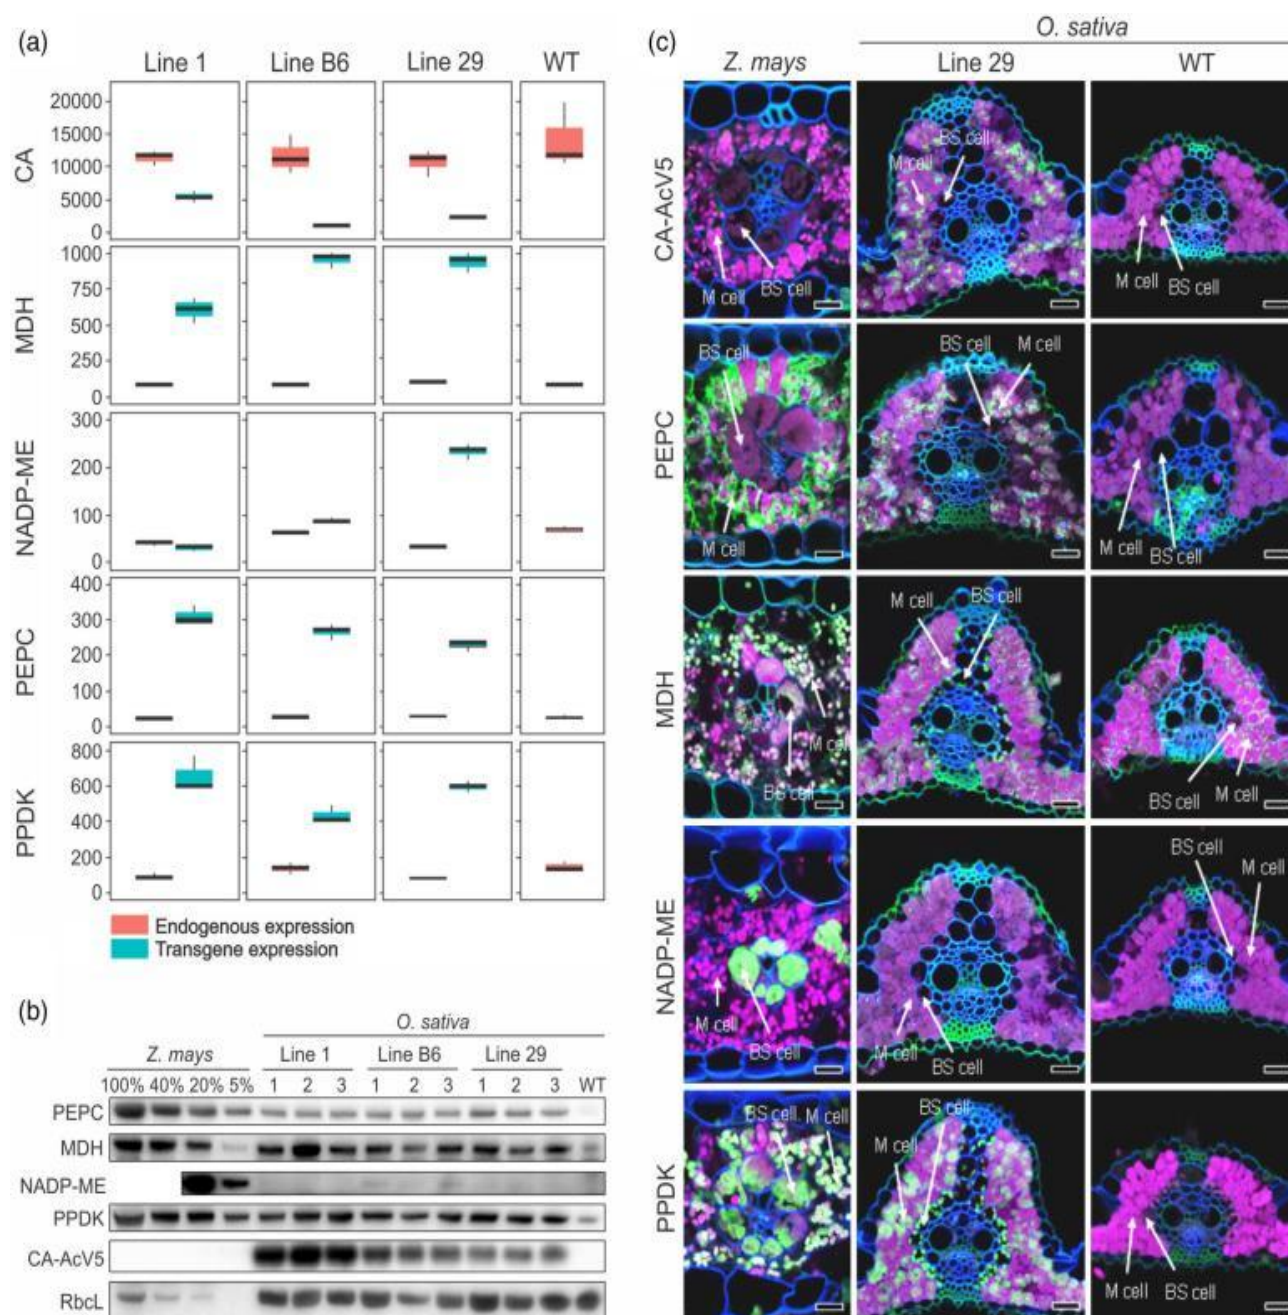 (a)
Line 1 Line B6 Line 29 WT
CA
20000
15000
10000
5000
0
MDH
1000
750
500
250
0
NADP-ME
300
200
100
0
PEPC
400
300
200
100
0
PPDK
800
600
400
200
0
Endogenous expression
Transgene expression
(b)
O. sativa
Z. mays Line 1 Line B6 Line 29
100% 40% 20% 5% 1 2 3 1 2 3 1 2 3 WT
PEPC
MDH
NADP-ME
PPDK
CA-AcV5
RbcL
(c)
O. sativa
Z. mays Line 29 WT
CA-AcV5
M cell BS cell
M cell BS cell
M cell BS cell
PEPC
BS cell
M cell
BS cell M cell
M cell BS cell
MDH
M cell
BS cell
M cell BS cell
BS cell M cell
NADP-ME
M cell
BS cell
M cell
BS cell
BS cell
M cell
PPDK
BS cell M cell
M cell BS cell
M cell BS cell